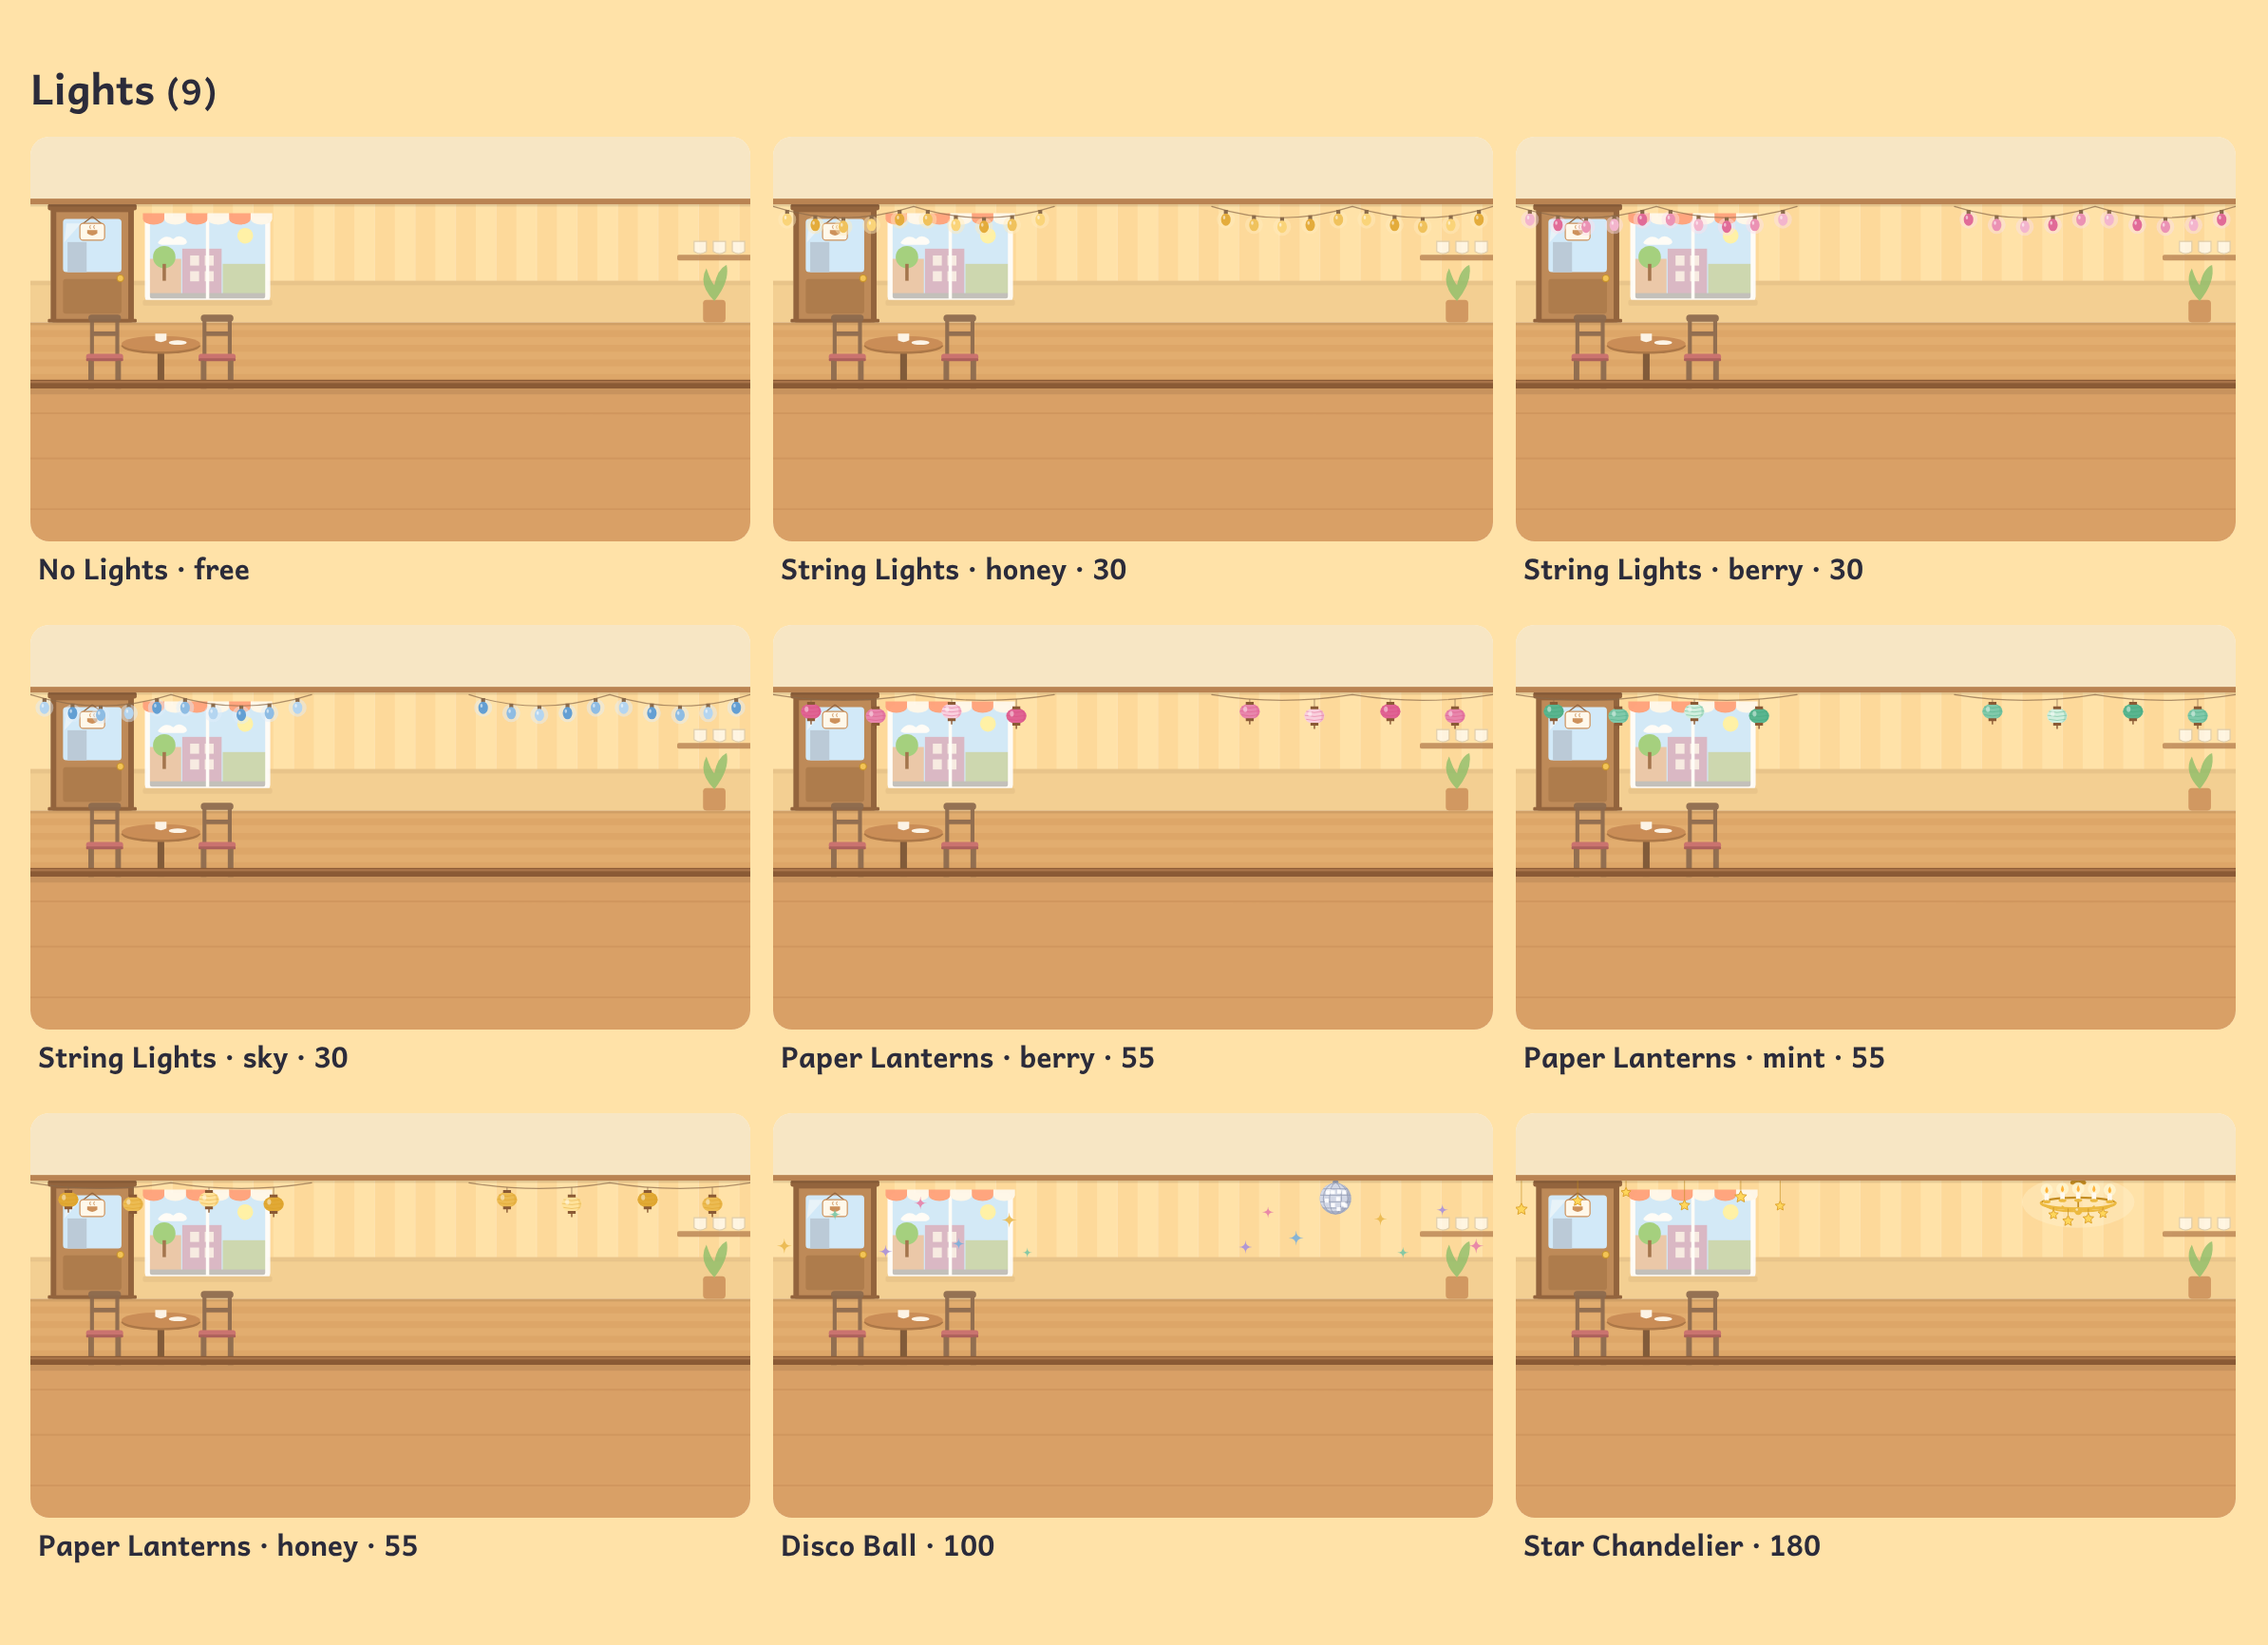 Lights (9)
No Lights · free
String Lights · honey · 30
String Lights · berry · 30
String Lights · sky · 30
Paper Lanterns · berry · 55
Paper Lanterns · mint · 55
Paper Lanterns · honey · 55
Disco Ball · 100
Star Chandelier · 180